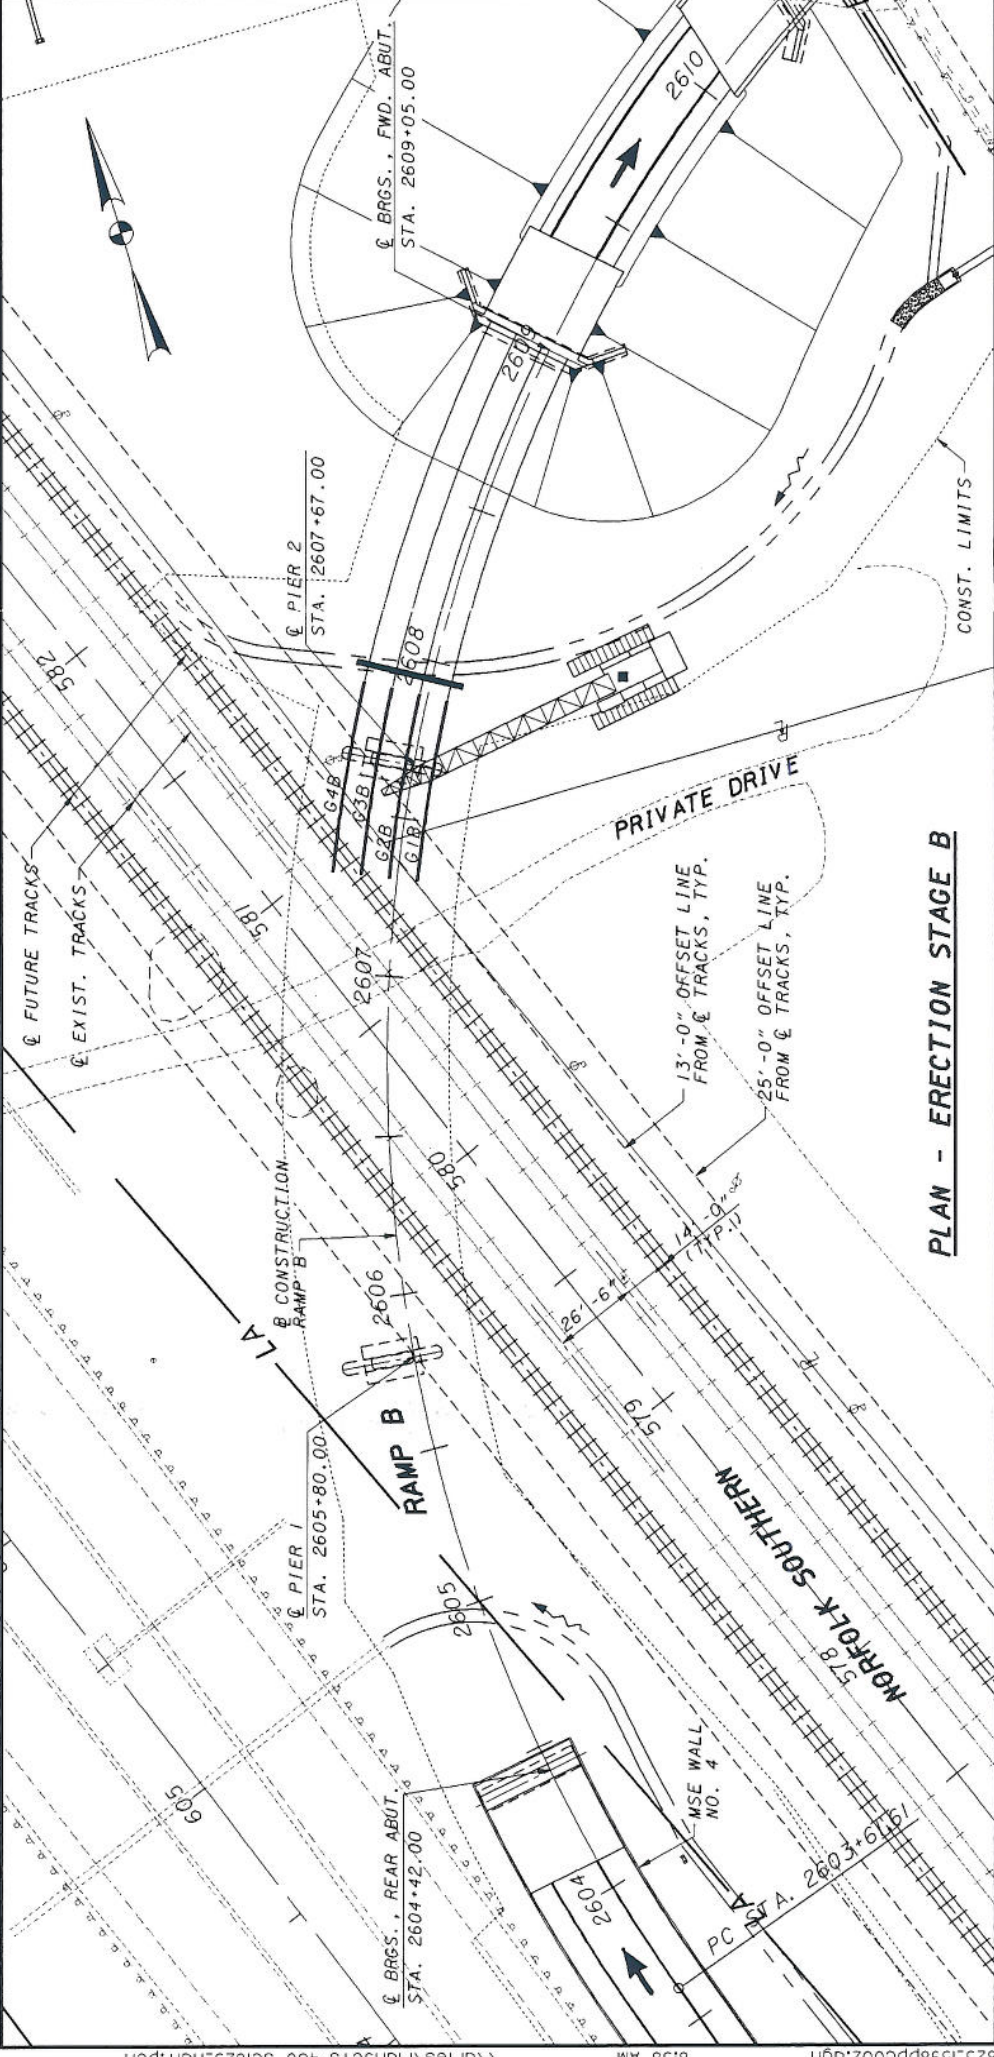 ℄ BRGS., FWD. ABUT.
STA. 2609+05.00
2610
2609
℄ PIER 2
STA. 2607+67.00
2608
582
G4B
G3B
G2B
G1B
℄ FUTURE TRACKS
℄ EXIST. TRACKS
581
2607
CONST. LIMITS
PRIVATE DRIVE
13'-0" OFFSET LINE
FROM ℄ TRACKS, TYP.
25'-0" OFFSET LINE
FROM ℄ TRACKS, TYP.
580
B CONSTRUCTION
RAMP B
2606
LA
26'-6"±
14'-0"
(TYP.)
579
RAMP B
℄ PIER 1
STA. 2605+80.00
2605
NORFOLK SOUTHERN
578
605
MSE WALL
NO. 4
℄ BRGS., REAR ABUT.
STA. 2604+42.00
2604
PC STA. 2603+61.61
PLAN - ERECTION STAGE B